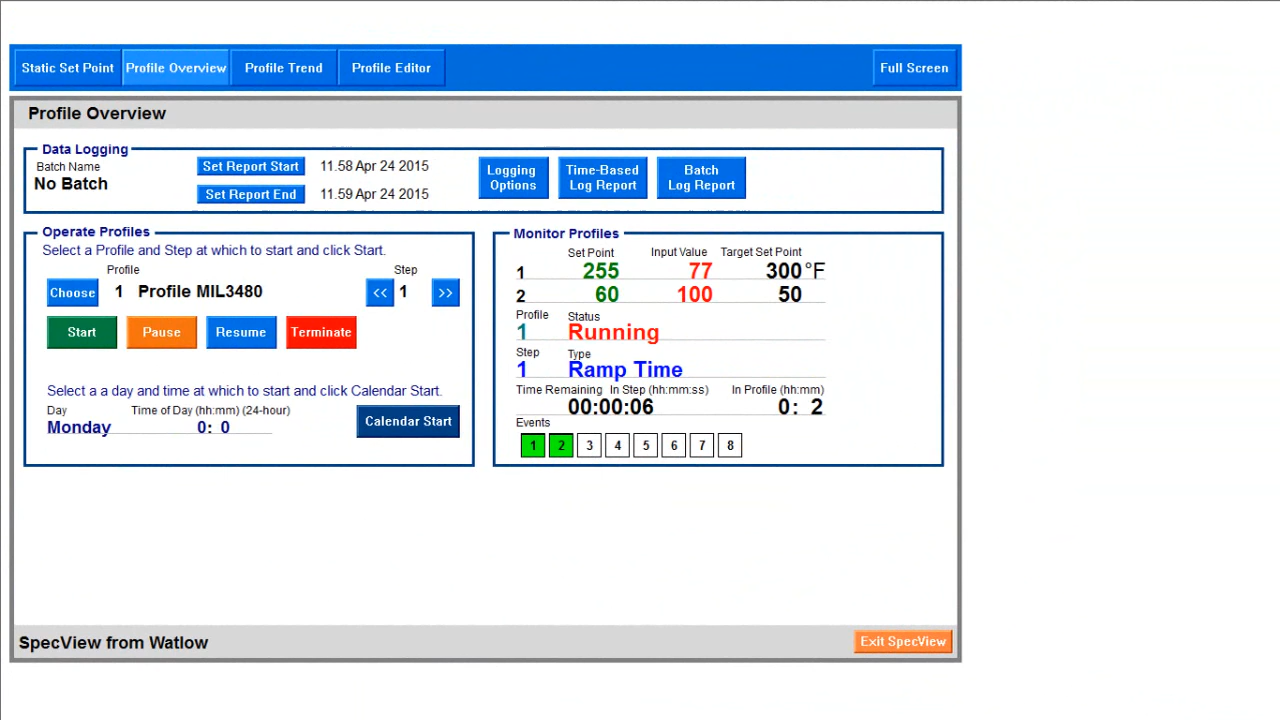 Static Set Point Profile Overview Profile Trend Profile Editor Full Screen
Profile Overview
Data Logging
Batch Name
No Batch
Set Report Start 11.58 Apr 24 2015
Set Report End 11.59 Apr 24 2015
Logging Options
Time-Based Log Report
Batch Log Report
Operate Profiles
Select a Profile and Step at which to start and click Start.
Profile Step
Choose 1 Profile MIL3480 << 1 >>
Start Pause Resume Terminate
Select a a day and time at which to start and click Calendar Start.
Day Time of Day (hh:mm) (24-hour)
Monday 0: 0
Calendar Start
Monitor Profiles
Set Point Input Value Target Set Point
1 255 77 300 °F
2 60 100 50
Profile Status
1 Running
Step Type
1 Ramp Time
Time Remaining In Step (hh:mm:ss) In Profile (hh:mm)
00:00:06 0: 2
Events
1 2 3 4 5 6 7 8
SpecView from Watlow
Exit SpecView